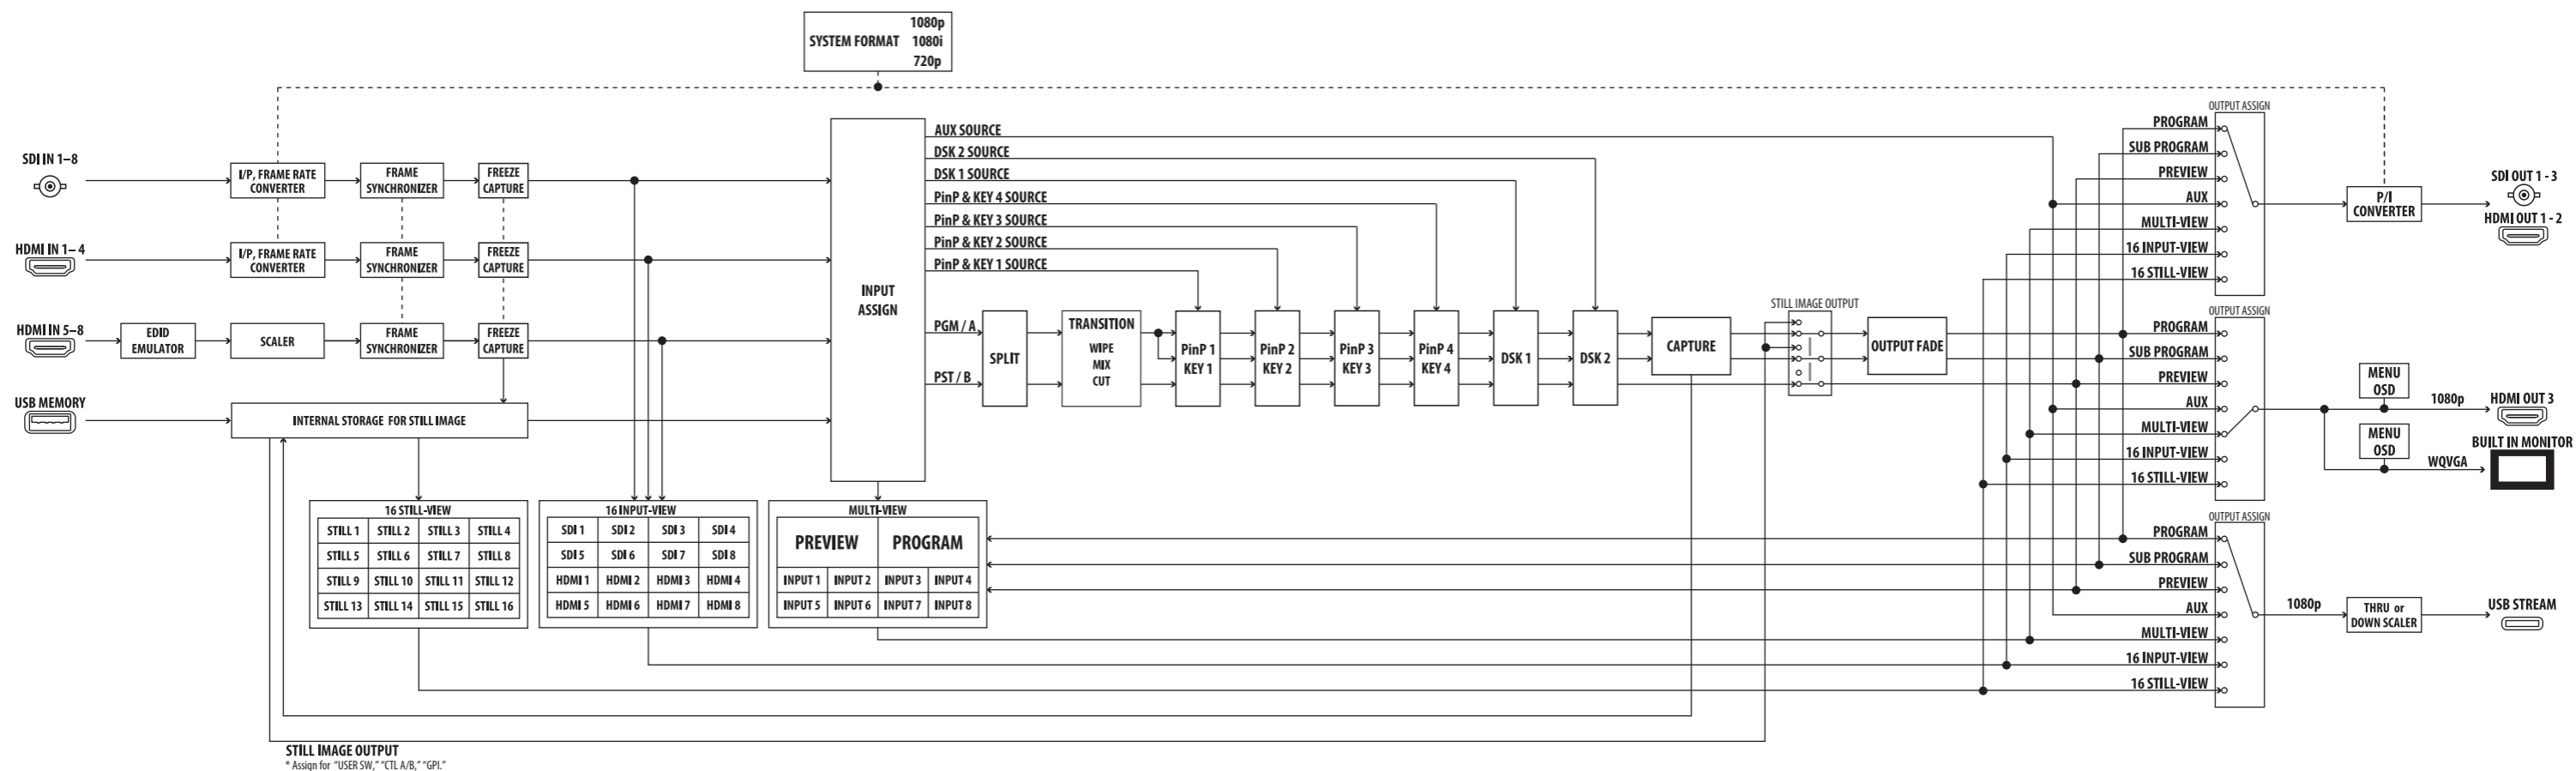 SYSTEM FORMAT
1080p
1080i
720p
SDI IN 1–8
I/P, FRAME RATE
CONVERTER
FRAME
SYNCHRONIZER
FREEZE
CAPTURE
HDMI IN 1–4
I/P, FRAME RATE
CONVERTER
FRAME
SYNCHRONIZER
FREEZE
CAPTURE
HDMI IN 5–8
EDID
EMULATOR
SCALER
FRAME
SYNCHRONIZER
FREEZE
CAPTURE
USB MEMORY
INTERNAL STORAGE FOR STILL IMAGE
INPUT
ASSIGN
AUX SOURCE
DSK 2 SOURCE
DSK 1 SOURCE
PinP & KEY 4 SOURCE
PinP & KEY 3 SOURCE
PinP & KEY 2 SOURCE
PinP & KEY 1 SOURCE
PGM / A
PST / B
SPLIT
TRANSITION
WIPE
MIX
CUT
PinP 1
KEY 1
PinP 2
KEY 2
PinP 3
KEY 3
PinP 4
KEY 4
DSK 1
DSK 2
CAPTURE
STILL IMAGE OUTPUT
OUTPUT FADE
16 STILL-VIEW
STILL 1 STILL 2 STILL 3 STILL 4
STILL 5 STILL 6 STILL 7 STILL 8
STILL 9 STILL 10 STILL 11 STILL 12
STILL 13 STILL 14 STILL 15 STILL 16
16 INPUT-VIEW
SDI 1 SDI 2 SDI 3 SDI 4
SDI 5 SDI 6 SDI 7 SDI 8
HDMI 1 HDMI 2 HDMI 3 HDMI 4
HDMI 5 HDMI 6 HDMI 7 HDMI 8
MULTI-VIEW
PREVIEW PROGRAM
INPUT 1 INPUT 2 INPUT 3 INPUT 4
INPUT 5 INPUT 6 INPUT 7 INPUT 8
OUTPUT ASSIGN
PROGRAM
SUB PROGRAM
PREVIEW
AUX
MULTI-VIEW
16 INPUT-VIEW
16 STILL-VIEW
P/I
CONVERTER
SDI OUT 1 - 3
HDMI OUT 1 - 2
OUTPUT ASSIGN
PROGRAM
SUB PROGRAM
PREVIEW
AUX
MULTI-VIEW
16 INPUT-VIEW
16 STILL-VIEW
MENU
OSD
1080p
HDMI OUT 3
MENU
OSD
WQVGA
BUILT IN MONITOR
OUTPUT ASSIGN
PROGRAM
SUB PROGRAM
PREVIEW
AUX
MULTI-VIEW
16 INPUT-VIEW
16 STILL-VIEW
1080p
THRU or
DOWN SCALER
USB STREAM
STILL IMAGE OUTPUT
* Assign for “USER SW,” “CTL A/B,” “GPI.”